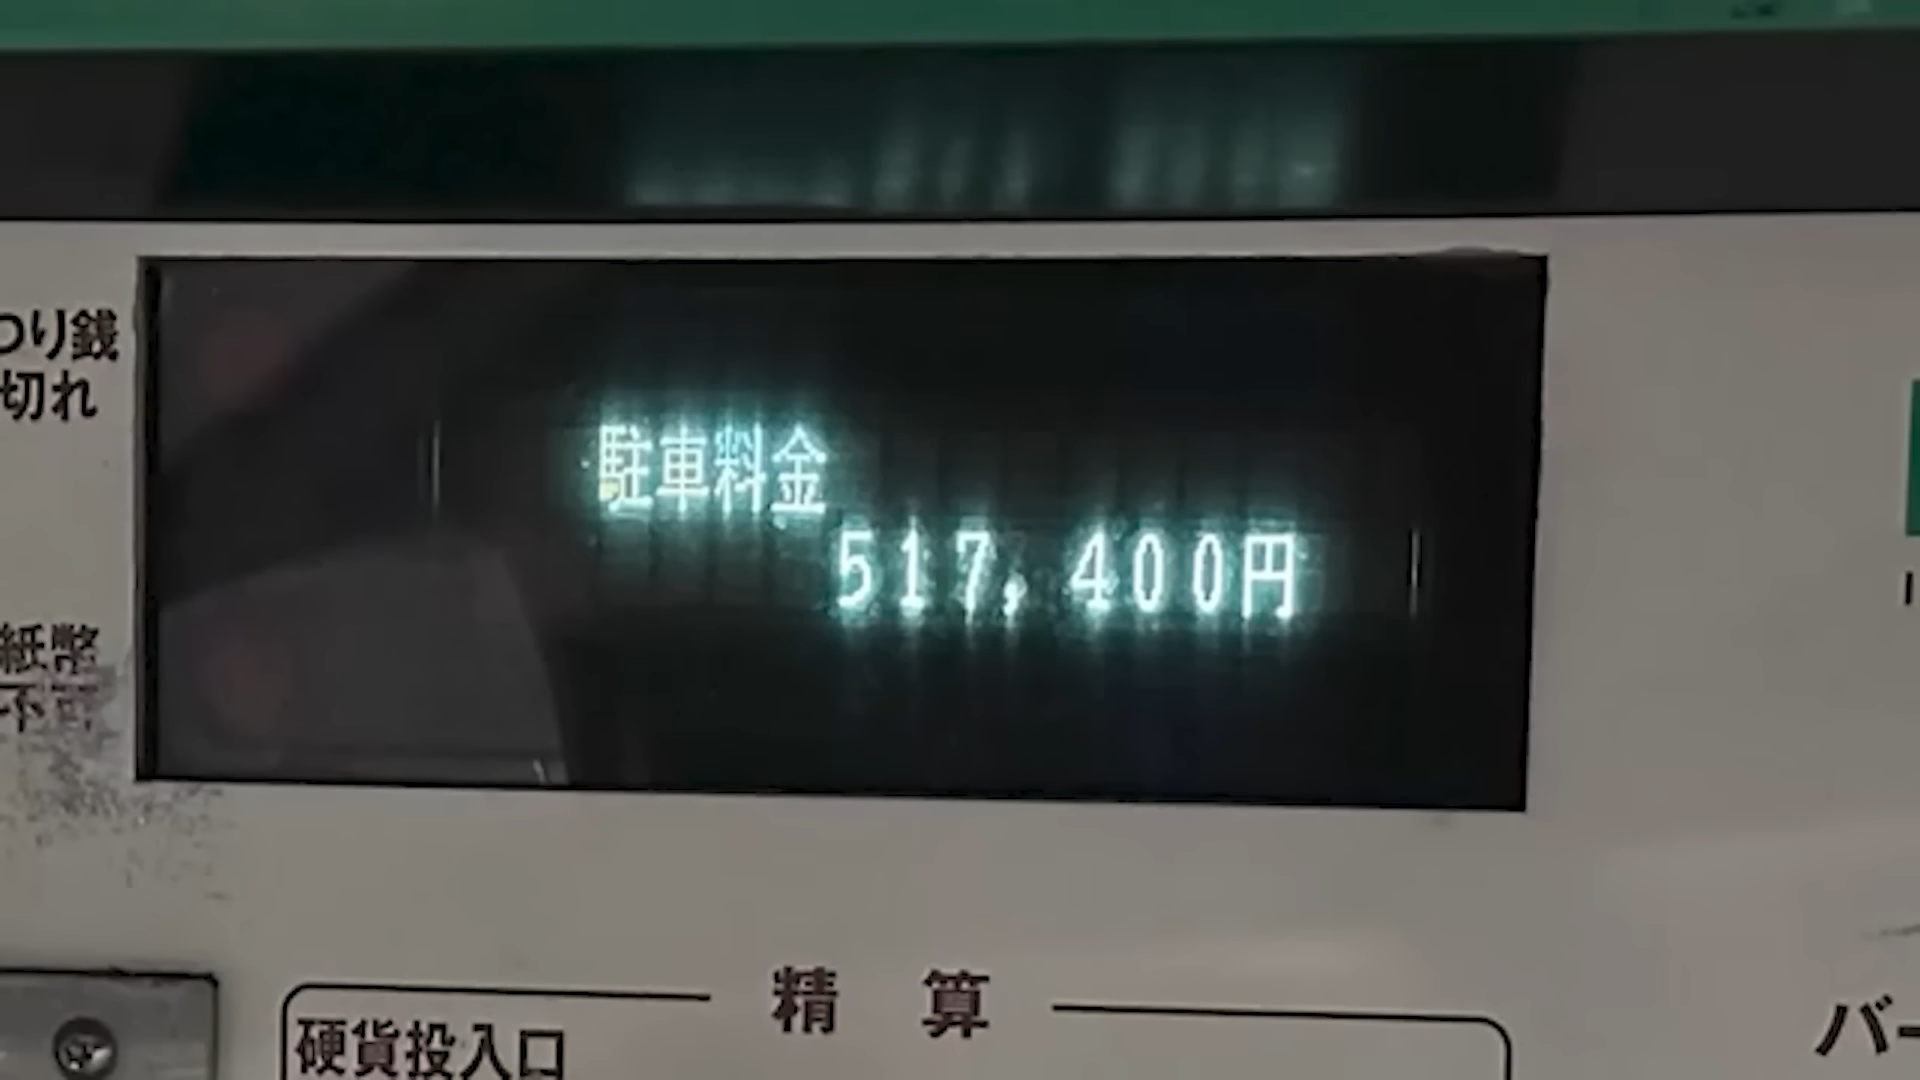 つり銭
切れ
駐車料金
517,400円
紙幣
不可
精算
硬貨投入口
バ